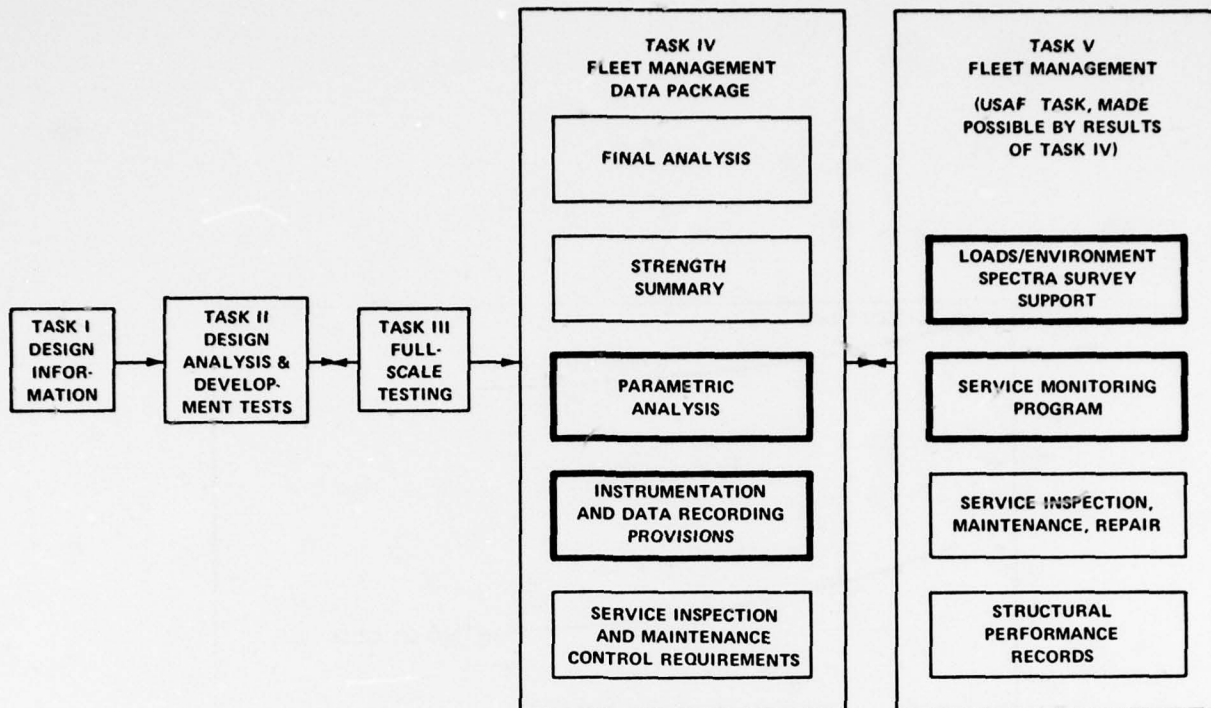 TASK I
DESIGN
INFOR-
MATION
TASK II
DESIGN
ANALYSIS &
DEVELOP-
MENT TESTS
TASK III
FULL-
SCALE
TESTING
TASK IV
FLEET MANAGEMENT
DATA PACKAGE
FINAL ANALYSIS
STRENGTH
SUMMARY
PARAMETRIC
ANALYSIS
INSTRUMENTATION
AND DATA RECORDING
PROVISIONS
SERVICE INSPECTION
AND MAINTENANCE
CONTROL REQUIREMENTS
TASK V
FLEET MANAGEMENT
(USAF TASK, MADE
POSSIBLE BY RESULTS
OF TASK IV)
LOADS/ENVIRONMENT
SPECTRA SURVEY
SUPPORT
SERVICE MONITORING
PROGRAM
SERVICE INSPECTION,
MAINTENANCE, REPAIR
STRUCTURAL
PERFORMANCE
RECORDS